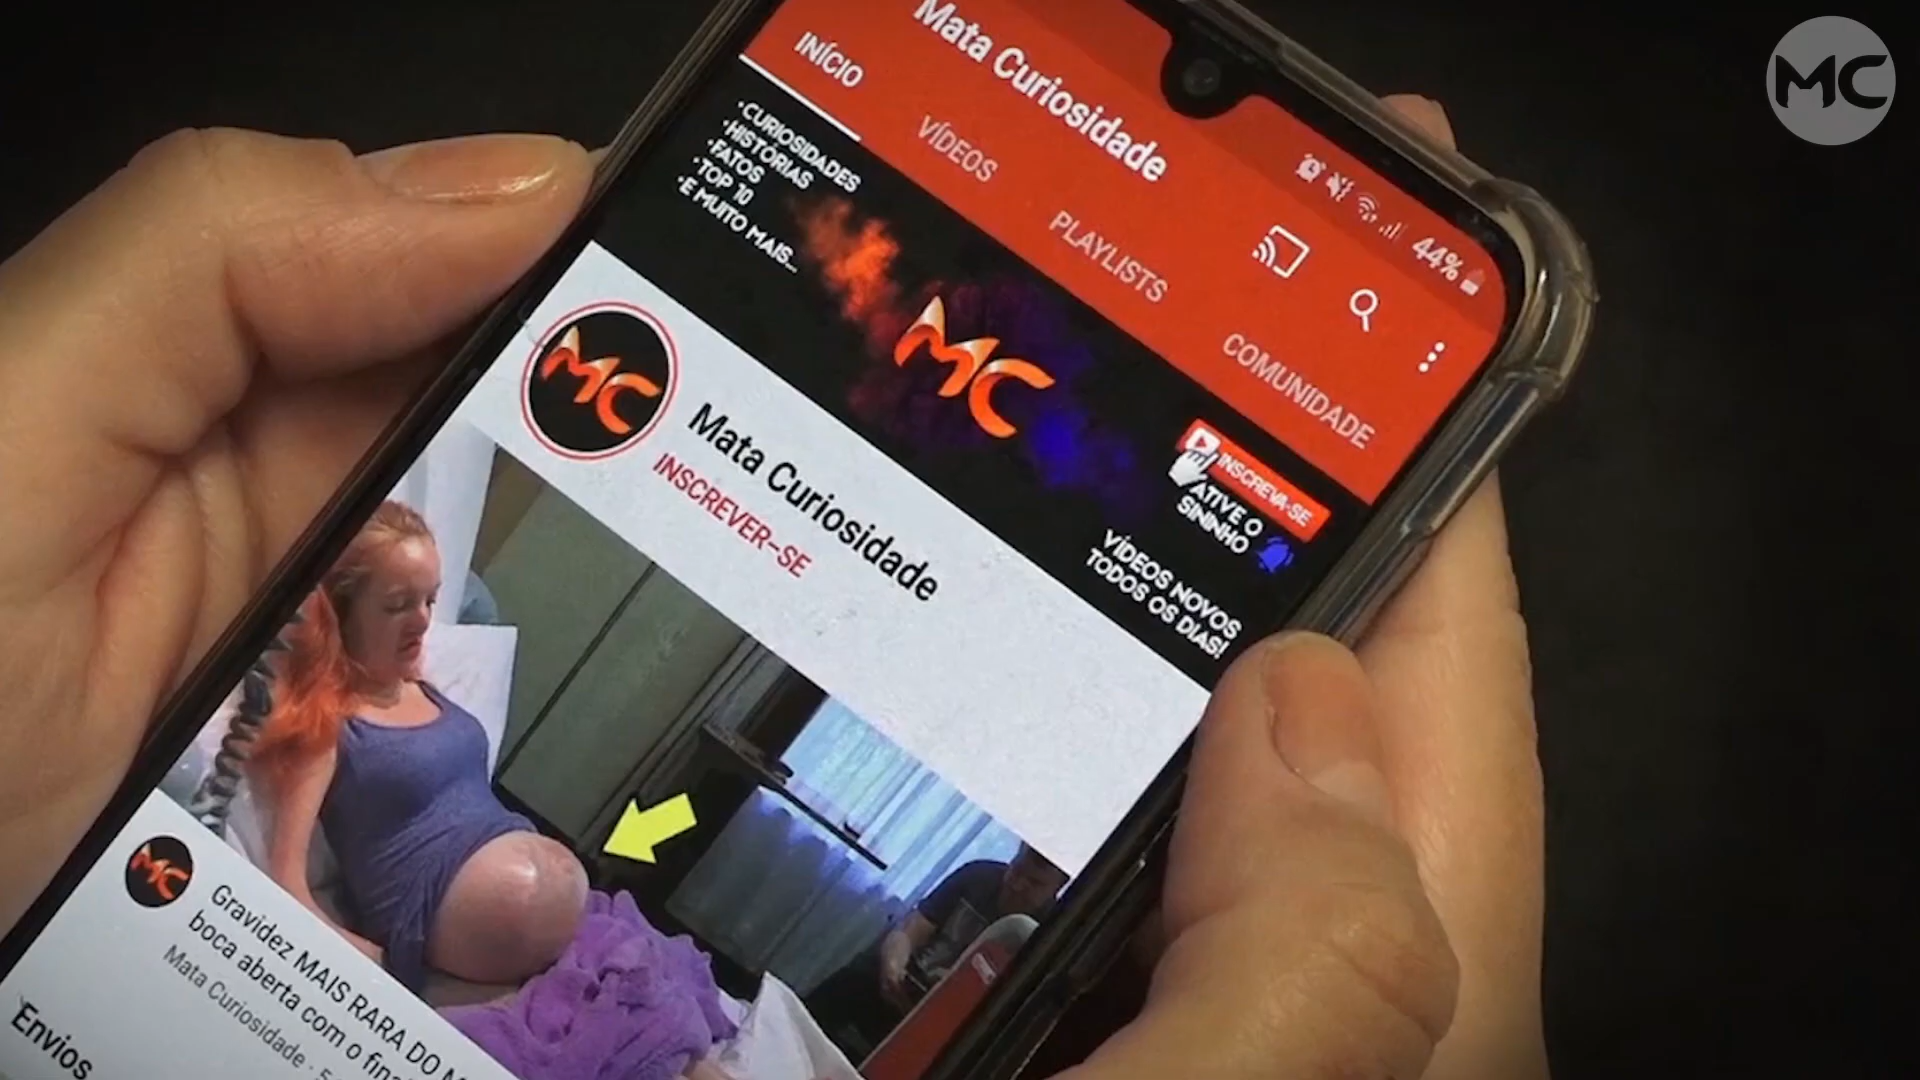 MC
Mata Curiosidade
44%
INÍCIO
VÍDEOS
PLAYLISTS
COMUNIDADE
•CURIOSIDADES
•HISTÓRIAS
•FATOS
•TOP 10
•E MUITO MAIS...
MC
INSCREVA-SE
ATIVE O
SININHO
VÍDEOS NOVOS
TODOS OS DIAS!
MC
Mata Curiosidade
INSCREVER-SE
MC
Gravidez MAIS RARA DO
boca aberta com o
Mata Curiosidade
Envios